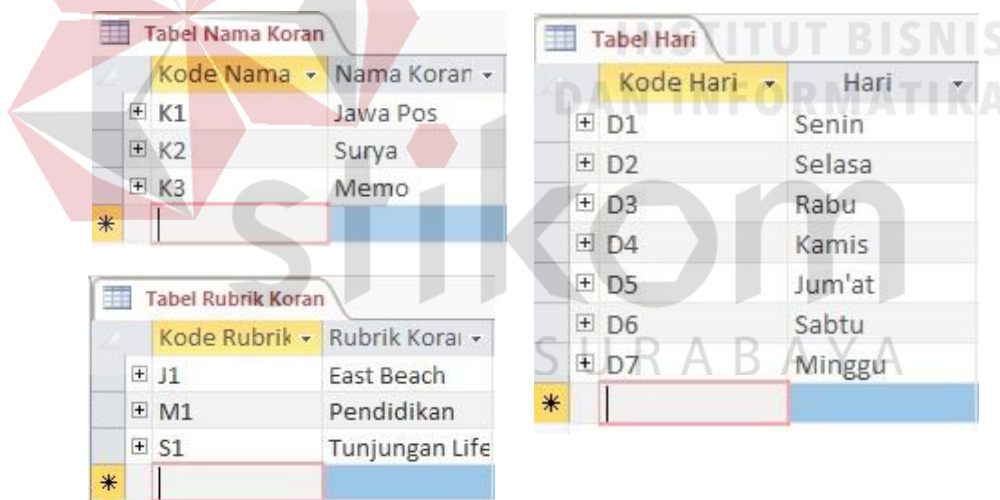 Tabel Nama Koran
Kode Nama Nama Koran
K1 Jawa Pos
K2 Surya
K3 Memo
Tabel Rubrik Koran
Kode Rubrik Rubrik Koran
J1 East Beach
M1 Pendidikan
S1 Tunjungan Life
Tabel Hari
Kode Hari Hari
D1 Senin
D2 Selasa
D3 Rabu
D4 Kamis
D5 Jum'at
D6 Sabtu
D7 Minggu
INSTITUT BISNIS
DAN INFORMATIKA
stikom
SURABAYA